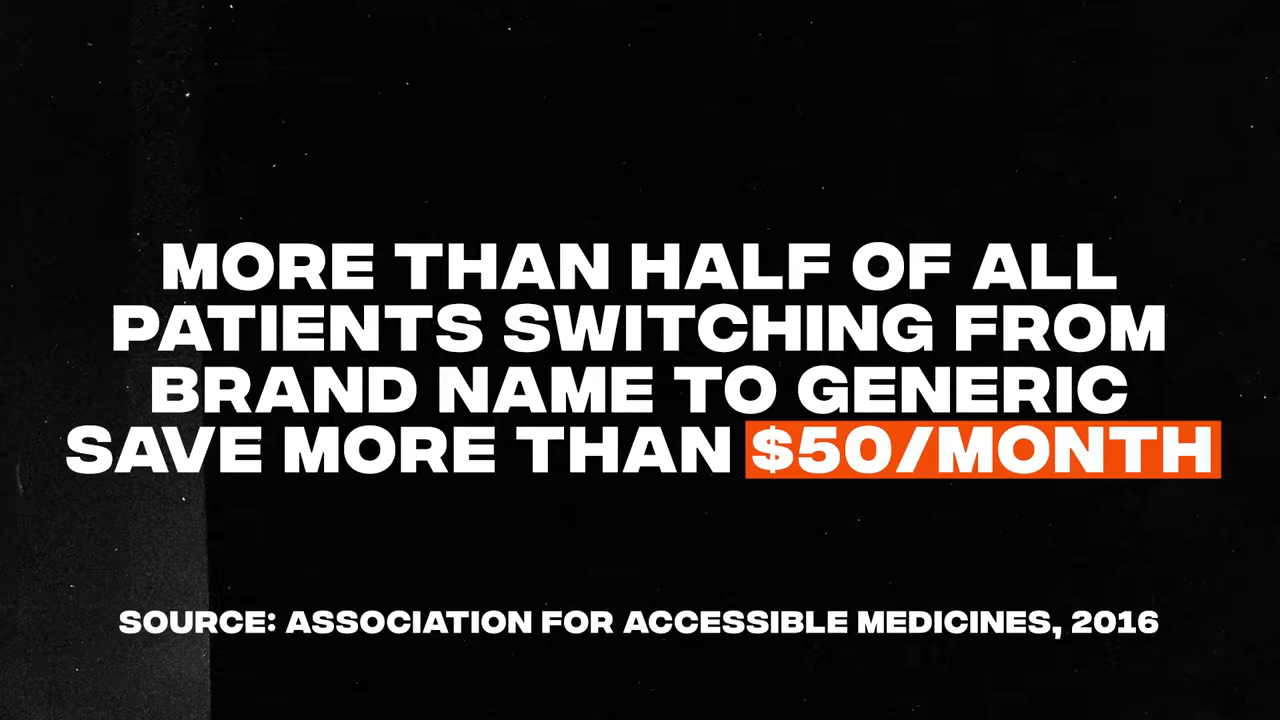 MORE THAN HALF OF ALL
PATIENTS SWITCHING FROM
BRAND NAME TO GENERIC
SAVE MORE THAN $50/MONTH
SOURCE: ASSOCIATION FOR ACCESSIBLE MEDICINES, 2016